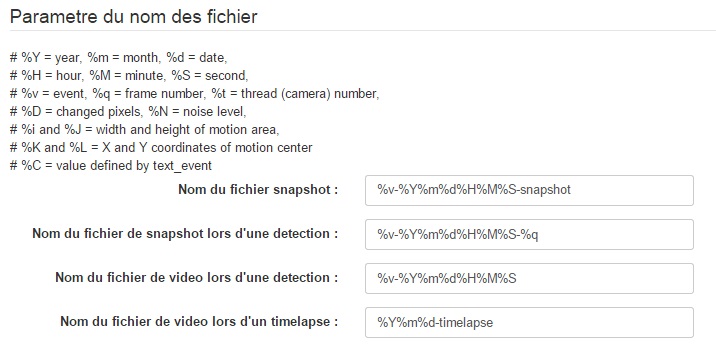 Parametre du nom des fichier
# %Y = year, %m = month, %d = date,
# %H = hour, %M = minute, %S = second,
# %v = event, %q = frame number, %t = thread (camera) number,
# %D = changed pixels, %N = noise level,
# %i and %J = width and height of motion area,
# %K and %L = X and Y coordinates of motion center
# %C = value defined by text_event
Nom du fichier snapshot : %v-%Y%m%d%H%M%S-snapshot
Nom du fichier de snapshot lors d'une detection : %v-%Y%m%d%H%M%S-%q
Nom du fichier de video lors d'une detection : %v-%Y%m%d%H%M%S
Nom du fichier de video lors d'un timelapse : %Y%m%d-timelapse